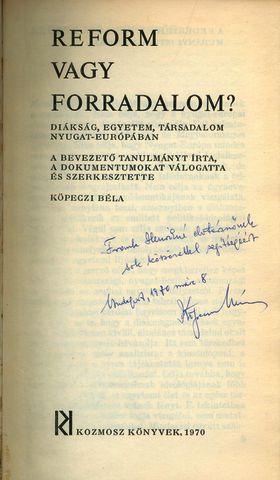 REFORM
VAGY
FORRADALOM?
DIÁKSÁG, EGYETEM, TÁRSADALOM
NYUGAT-EURÓPÁBAN
A BEVEZETŐ TANULMÁNYT ÍRTA,
A DOKUMENTUMOKAT VÁLOGATTA
ÉS SZERKESZTETTE
KÖPECZI BÉLA
sok köszönettel
Budapest, 1970. márc. 8
KOZMOSZ KÖNYVEK, 1970